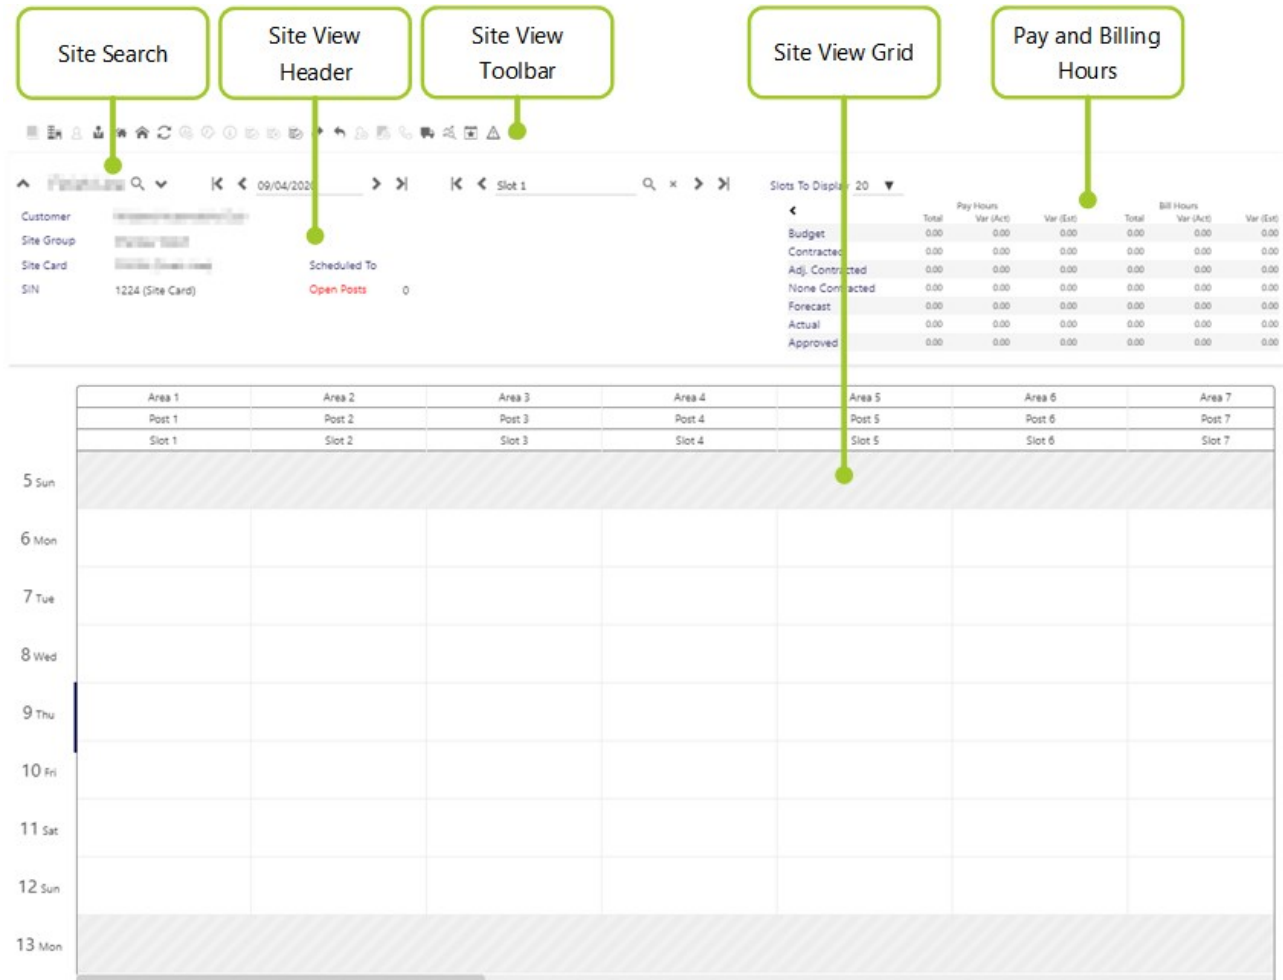 Site Search
Site View
Header
Site View
Toolbar
Site View Grid
Pay and Billing
Hours
09/04/2020
Slot 1
Slots To Display 20
Customer
Site Group
Site Card
SIN 1224 (Site Card)
Scheduled To
Open Posts 0
Pay Hours Bill Hours
Total Var (Act) Var (Est) Total Var (Act) Var (Est)
Budget 0.00 0.00 0.00 0.00 0.00 0.00
Contracted 0.00 0.00 0.00 0.00 0.00 0.00
Adj. Contracted 0.00 0.00 0.00 0.00 0.00 0.00
None Contracted 0.00 0.00 0.00 0.00 0.00 0.00
Forecast 0.00 0.00 0.00 0.00 0.00 0.00
Actual 0.00 0.00 0.00 0.00 0.00 0.00
Approved 0.00 0.00 0.00 0.00 0.00 0.00
Area 1 Area 2 Area 3 Area 4 Area 5 Area 6 Area 7
Post 1 Post 2 Post 3 Post 4 Post 5 Post 6 Post 7
Slot 1 Slot 2 Slot 3 Slot 4 Slot 5 Slot 6 Slot 7
5 Sun
6 Mon
7 Tue
8 Wed
9 Thu
10 Fri
11 Sat
12 Sun
13 Mon